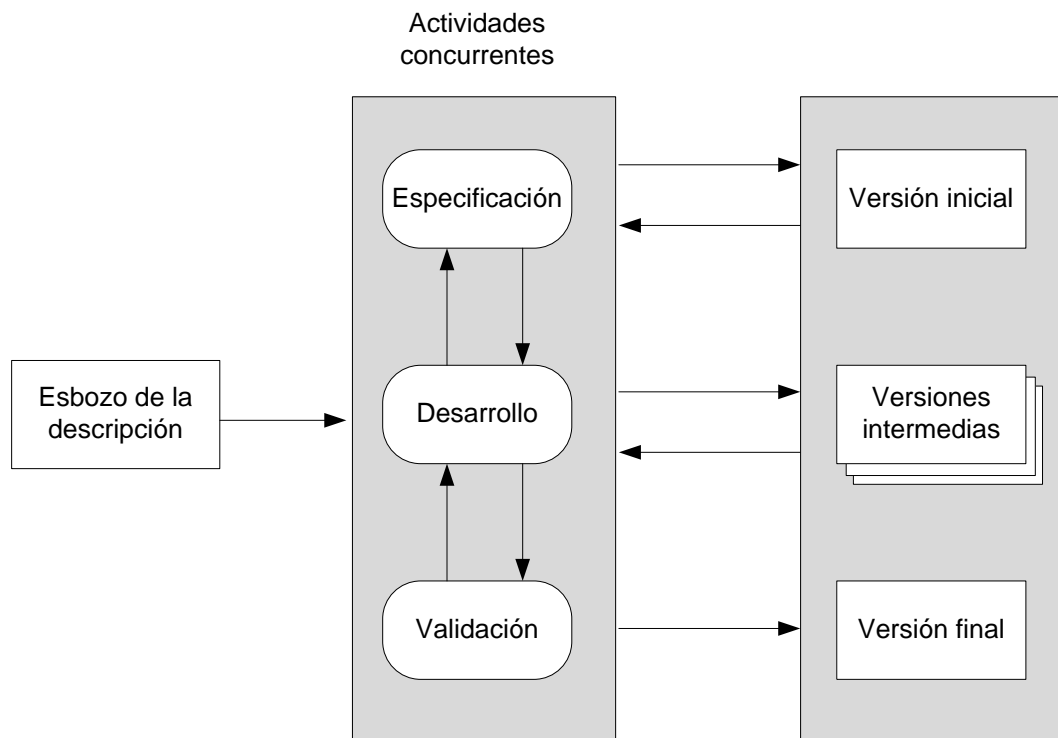 Actividades
concurrentes
Especificación
Versión inicial
Esbozo de la
descripción
Desarrollo
Versiones
intermedias
Validación
Versión final